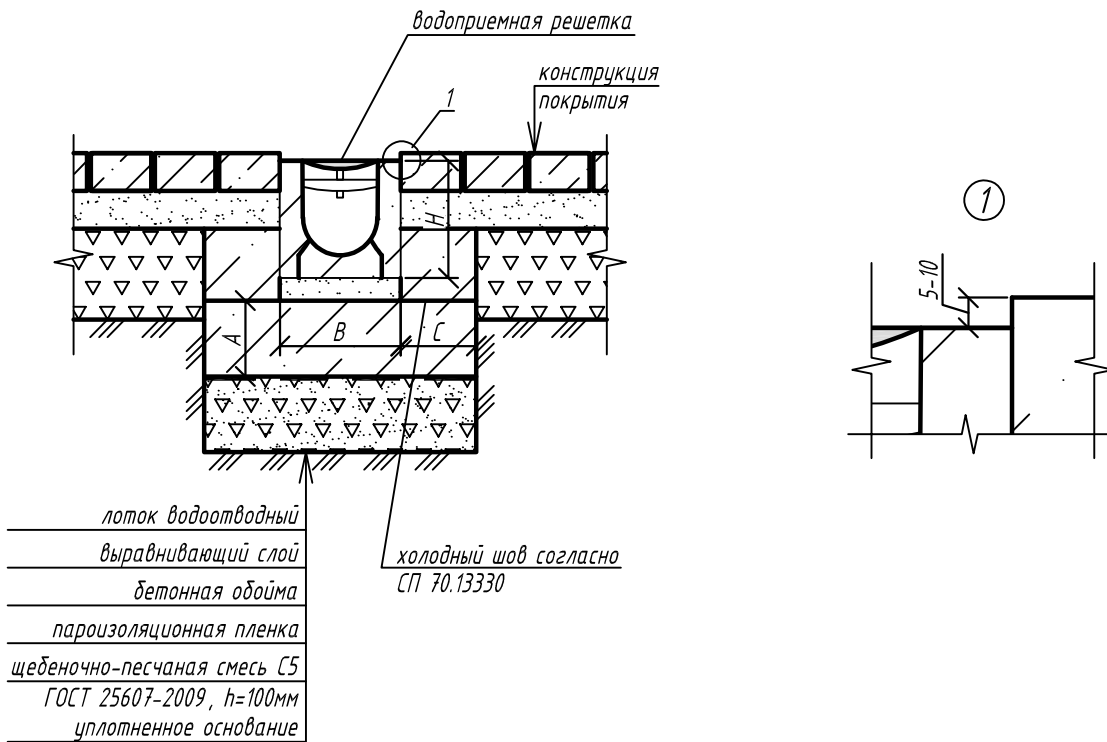 водоприемная решетка
конструкция
покрытия
1
1
H
5-10
A
B
C
лоток водоотводный
выравнивающий слой
бетонная обойма
пароизоляционная пленка
щебеночно-песчаная смесь С5
ГОСТ 25607-2009, h=100мм
уплотненное основание
холодный шов согласно
СП 70.13330